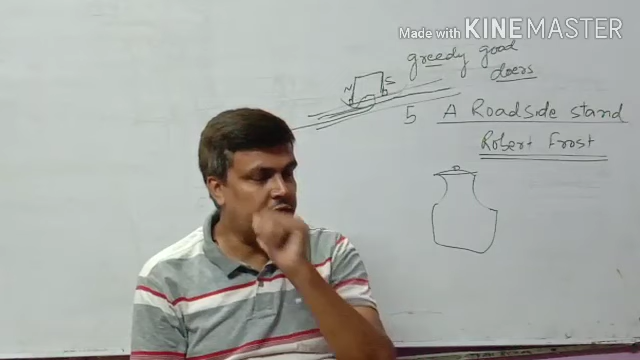 Made with KINEMASTER
greedy good
doers
N S
5 A Roadside stand
Robert Frost